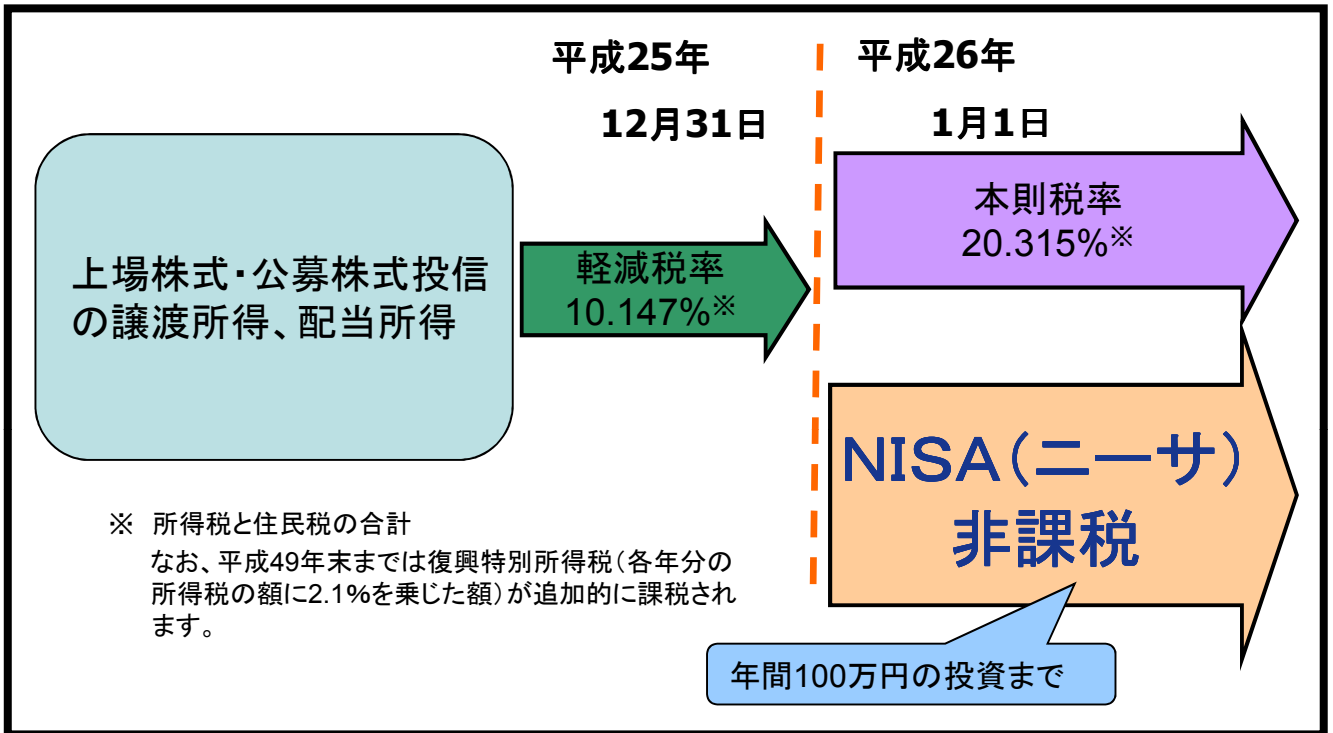 平成25年
12月31日
平成26年
1月1日
上場株式・公募株式投信
の譲渡所得、配当所得
軽減税率
10.147%※
本則税率
20.315%※
NISA(ニーサ)
非課税
年間100万円の投資まで
※ 所得税と住民税の合計
なお、平成49年末までは復興特別所得税(各年分の
所得税の額に2.1%を乗じた額)が追加的に課税され
ます。